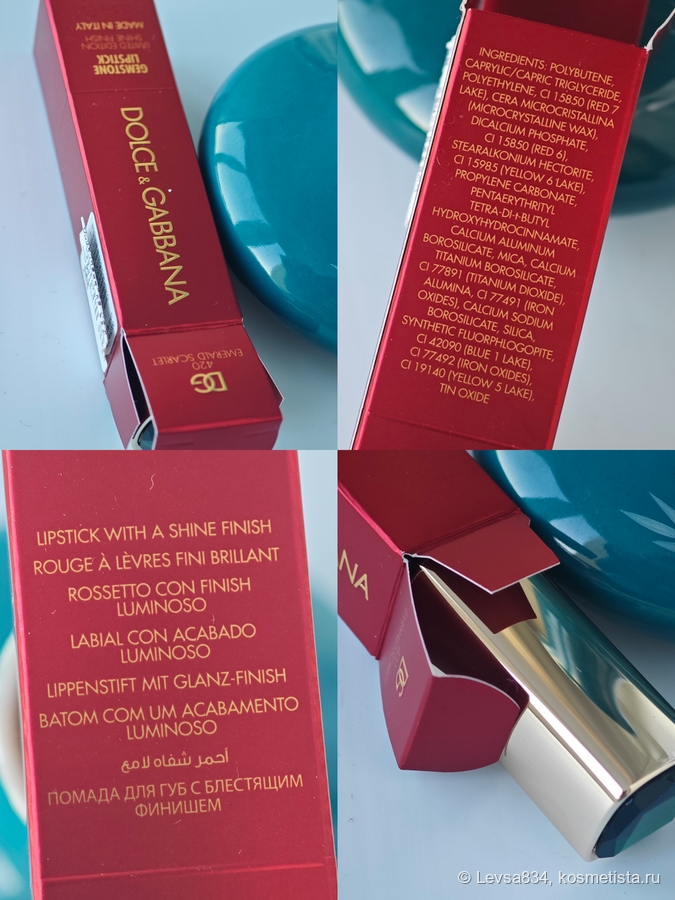 DOLCE & GABBANA
GEMSTONE
LIPSTICK
SHINE FINISH
LIMITED EDITION
MADE IN ITALY
DG
420
EMERALD SCARLET
INGREDIENTS: POLYBUTENE,
CAPRYLIC/CAPRIC TRIGLYCERIDE,
POLYETHYLENE, CI 15850 (RED 7
LAKE), CERA MICROCRISTALLINA
(MICROCRYSTALLINE WAX),
DICALCIUM PHOSPHATE,
CI 15850 (RED 6),
STEARALKONIUM HECTORITE,
CI 15985 (YELLOW 6 LAKE),
PROPYLENE CARBONATE,
PENTAERYTHRITYL
TETRA-DI-t-BUTYL
HYDROXYHYDROCINNAMATE,
CALCIUM ALUMINUM
BOROSILICATE, MICA, CALCIUM
TITANIUM BOROSILICATE,
CI 77891 (TITANIUM DIOXIDE),
ALUMINA, CI 77491 (IRON
OXIDES), CALCIUM SODIUM
BOROSILICATE, SILICA,
SYNTHETIC FLUORPHLOGOPITE,
CI 42090 (BLUE 1 LAKE),
CI 77492 (IRON OXIDES),
CI 19140 (YELLOW 5 LAKE),
TIN OXIDE
LIPSTICK WITH A SHINE FINISH
ROUGE À LÈVRES FINI BRILLANT
ROSSETTO CON FINISH
LUMINOSO
LABIAL CON ACABADO
LUMINOSO
LIPPENSTIFT MIT GLANZ-FINISH
BATOM COM UM ACABAMENTO
LUMINOSO
أحمر شفاه لامع
ПОМАДА ДЛЯ ГУБ С БЛЕСТЯЩИМ
ФИНИШЕМ
NA
DG
© Levsa834, kosmetista.ru